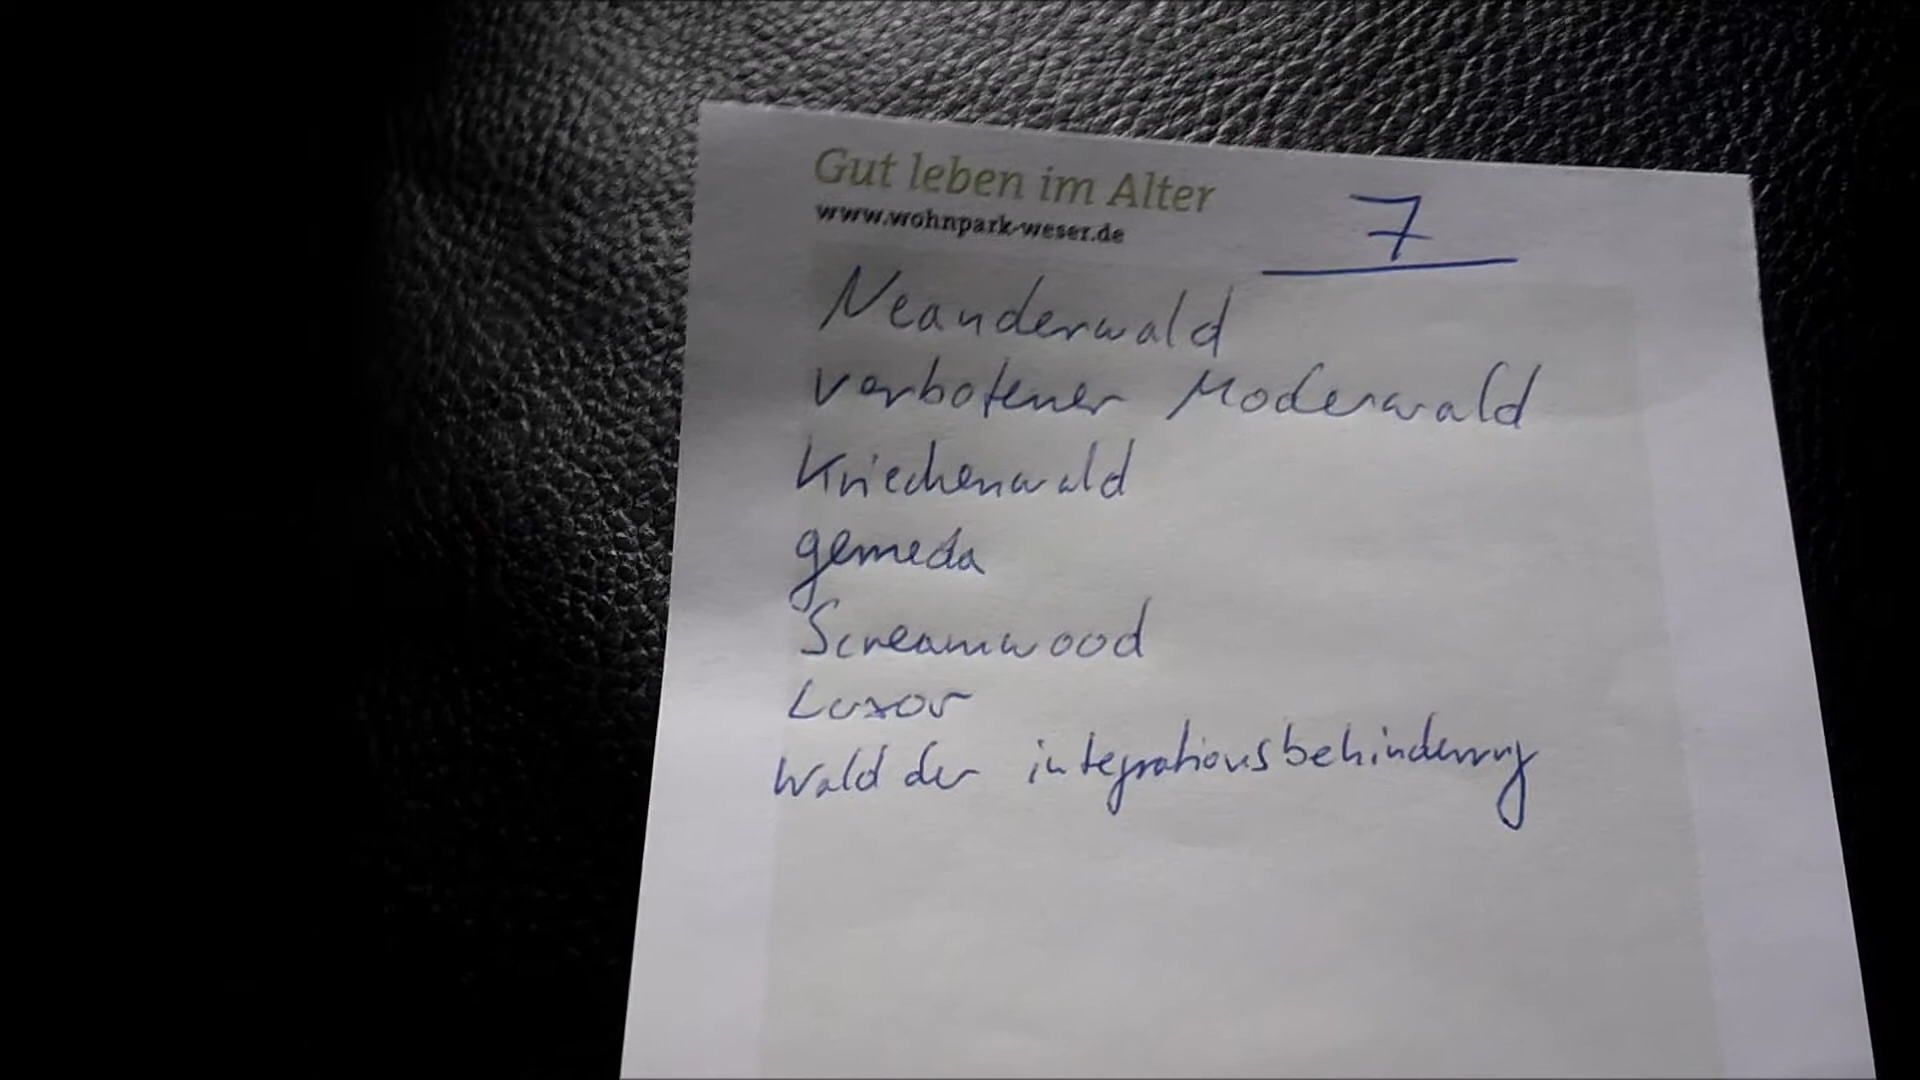 Gut leben im Alter
www.wohnpark-weser.de
7
Neanderwald
verbotener Moderwald
Kriechenwald
gemeda
Screamwood
Luxor
Wald der integrationsbehinderung